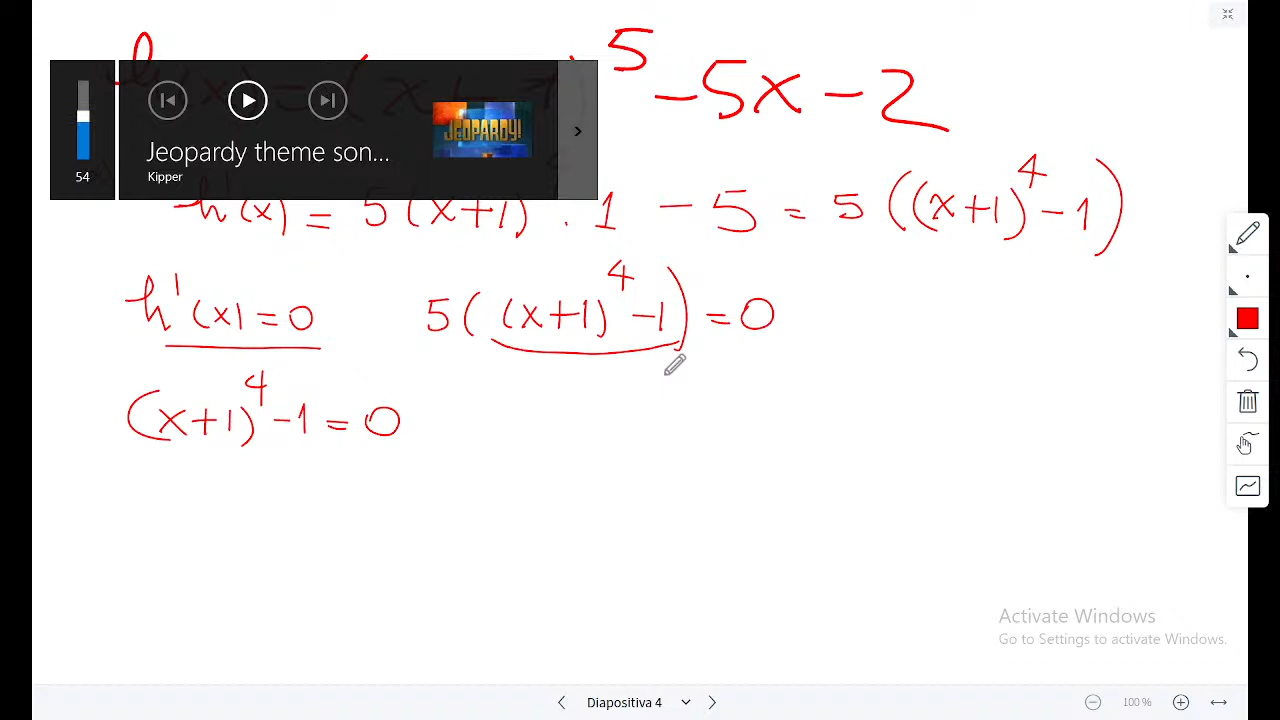 h(x) = (x+1)⁵ - 5x - 2
54
Jeopardy theme son...
Kipper
JEOPARDY!
h'(x) = 5(x+1) . 1 - 5 = 5((x+1)⁴ - 1)
h'(x) = 0 5((x+1)⁴ - 1) = 0
(x+1)⁴ - 1 = 0
Activate Windows
Go to Settings to activate Windows.
Diapositiva 4
100 %